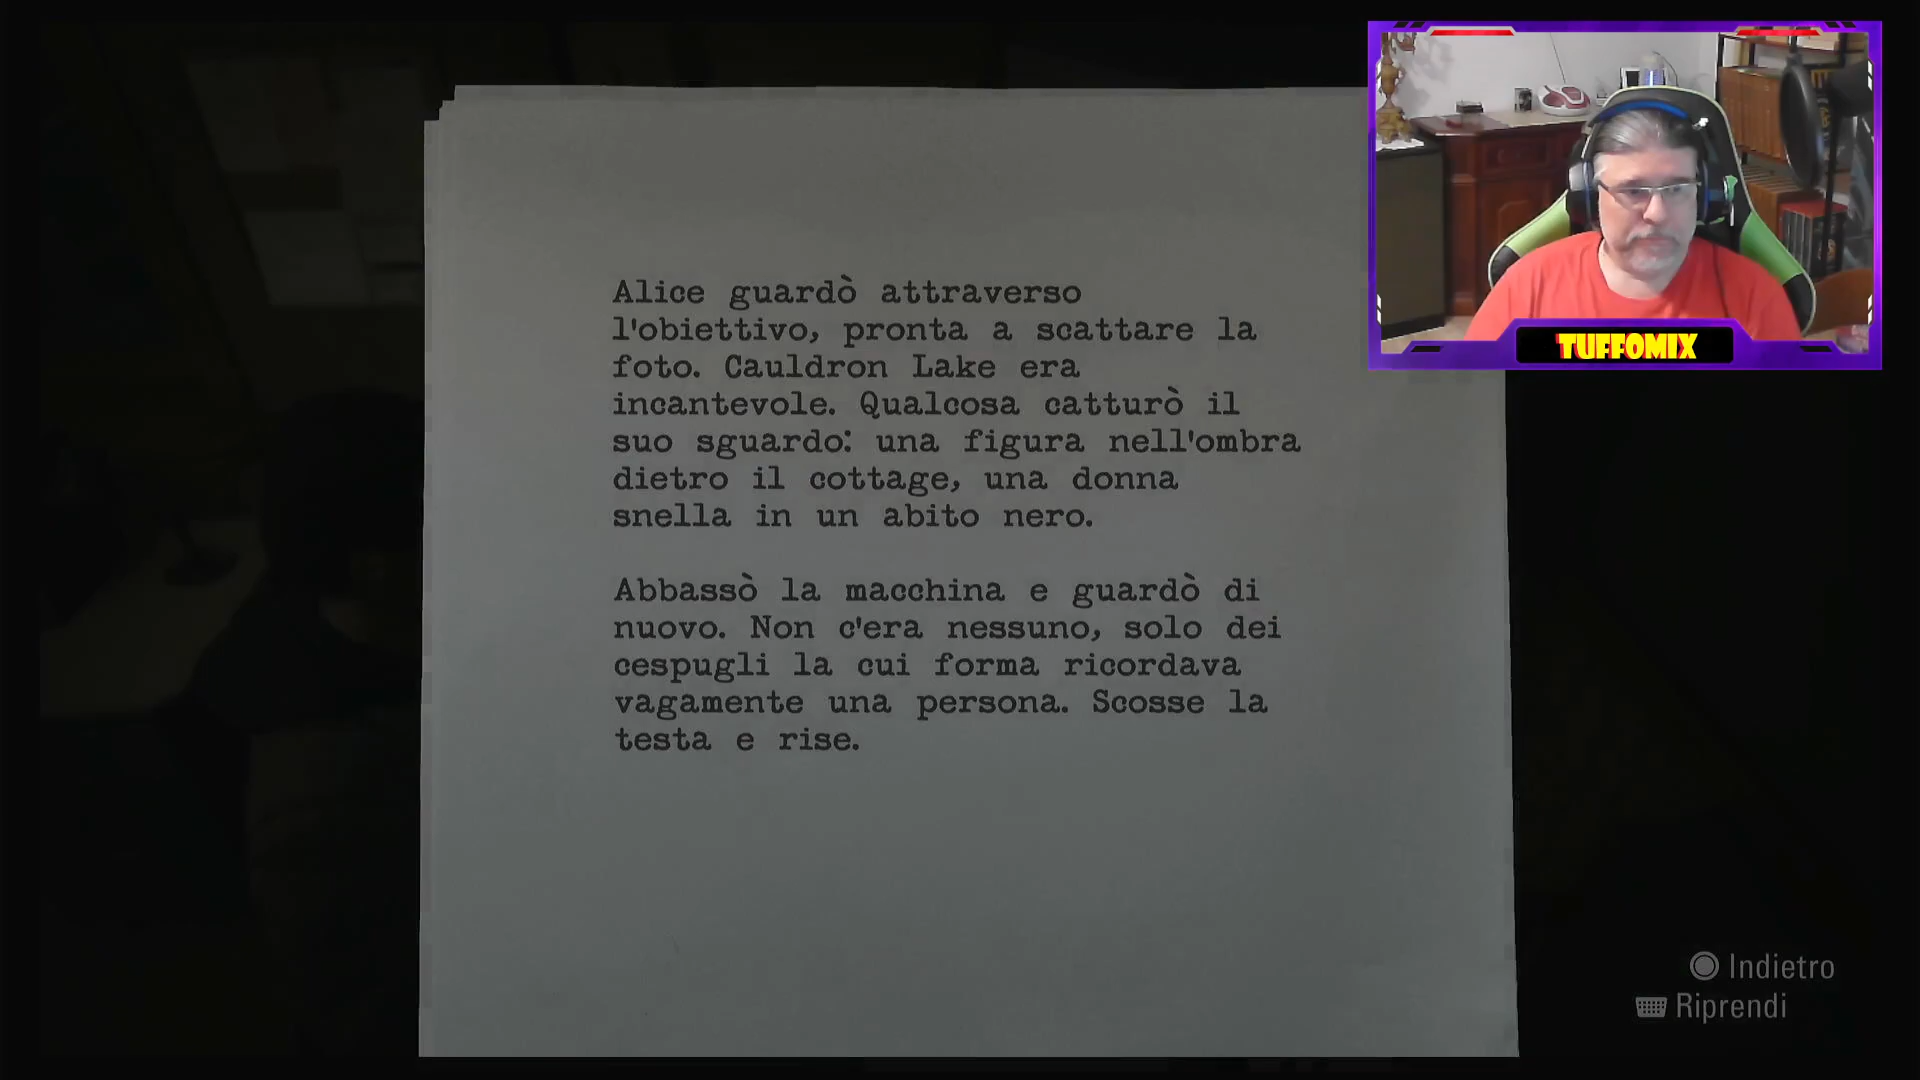 Alice guardò attraverso
l'obiettivo, pronta a scattare la
foto. Cauldron Lake era
incantevole. Qualcosa catturò il
suo sguardo: una figura nell'ombra
dietro il cottage, una donna
snella in un abito nero.
Abbassò la macchina e guardò di
nuovo. Non c'era nessuno, solo dei
cespugli la cui forma ricordava
vagamente una persona. Scosse la
testa e rise.
TUFFOMIX
Indietro
Riprendi